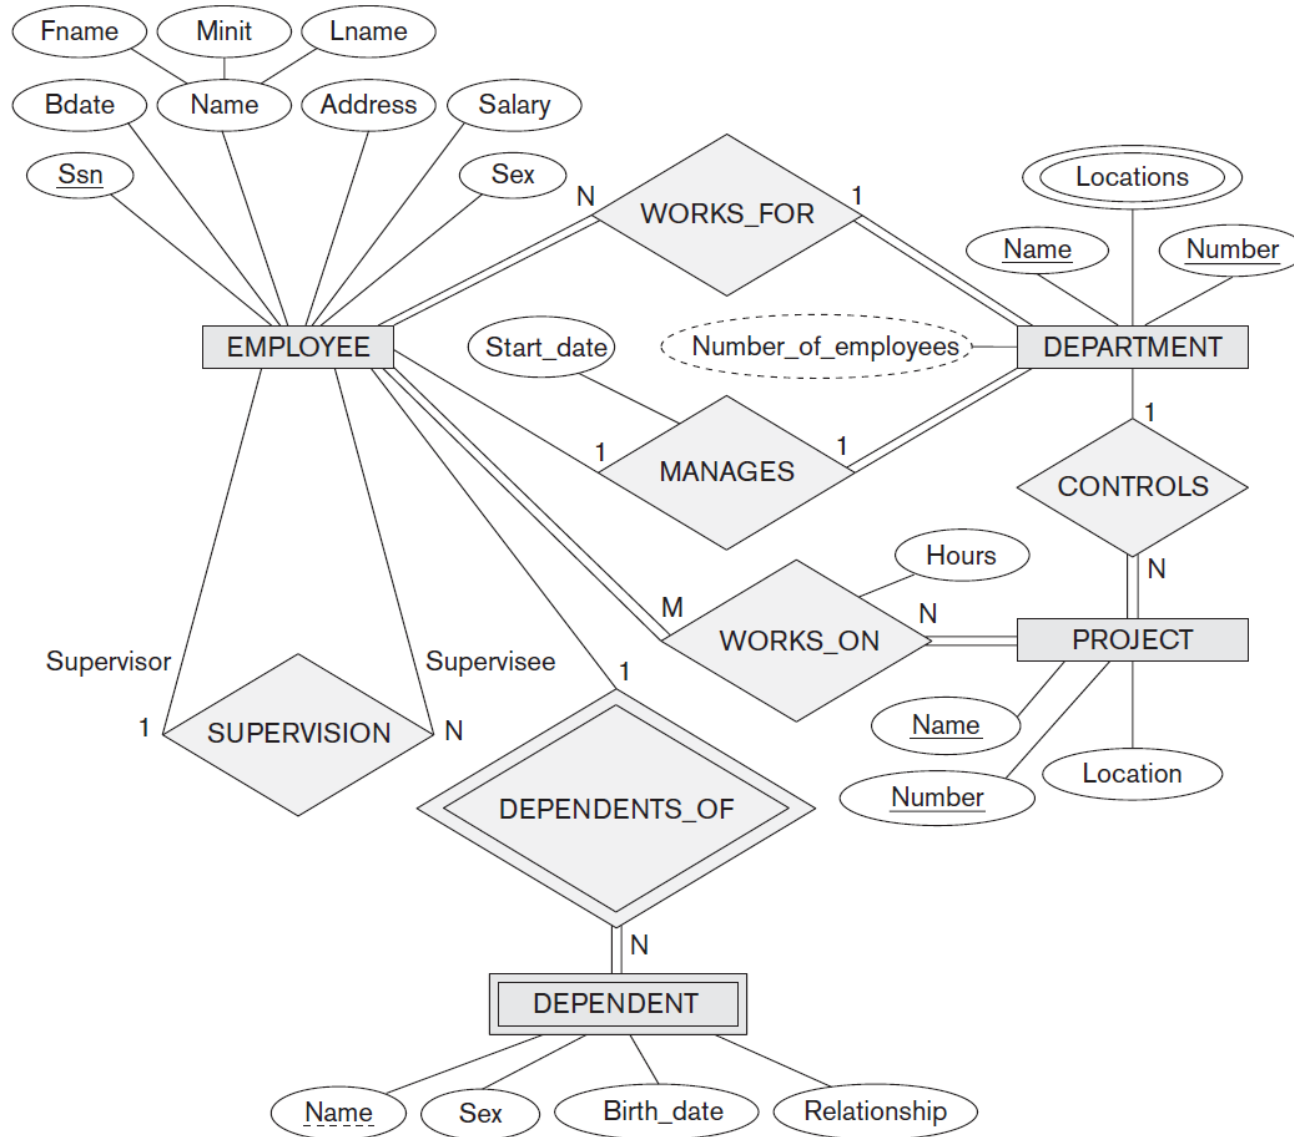 Fname
Minit
Lname
Bdate
Name
Address
Salary
Ssn
Sex
N
WORKS_FOR
1
Locations
Name
Number
EMPLOYEE
Start_date
Number_of_employees
DEPARTMENT
1
MANAGES
1
1
CONTROLS
N
Hours
M
WORKS_ON
N
PROJECT
Supervisor
Supervisee
1
SUPERVISION
N
1
Name
Number
Location
DEPENDENTS_OF
N
DEPENDENT
Name
Sex
Birth_date
Relationship